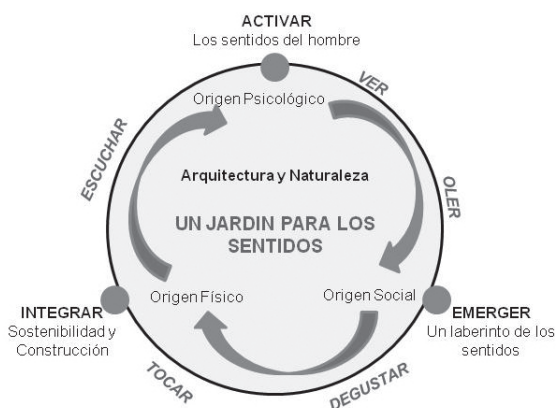 ACTIVAR
Los sentidos del hombre
VER
Origen Psicológico
ESCUCHAR
Arquitectura y Naturaleza
OLER
UN JARDIN PARA LOS
SENTIDOS
Origen Físico
Origen Social
INTEGRAR
Sostenibilidad y
Construcción
EMERGER
Un laberinto de los
sentidos
TOCAR
DEGUSTAR